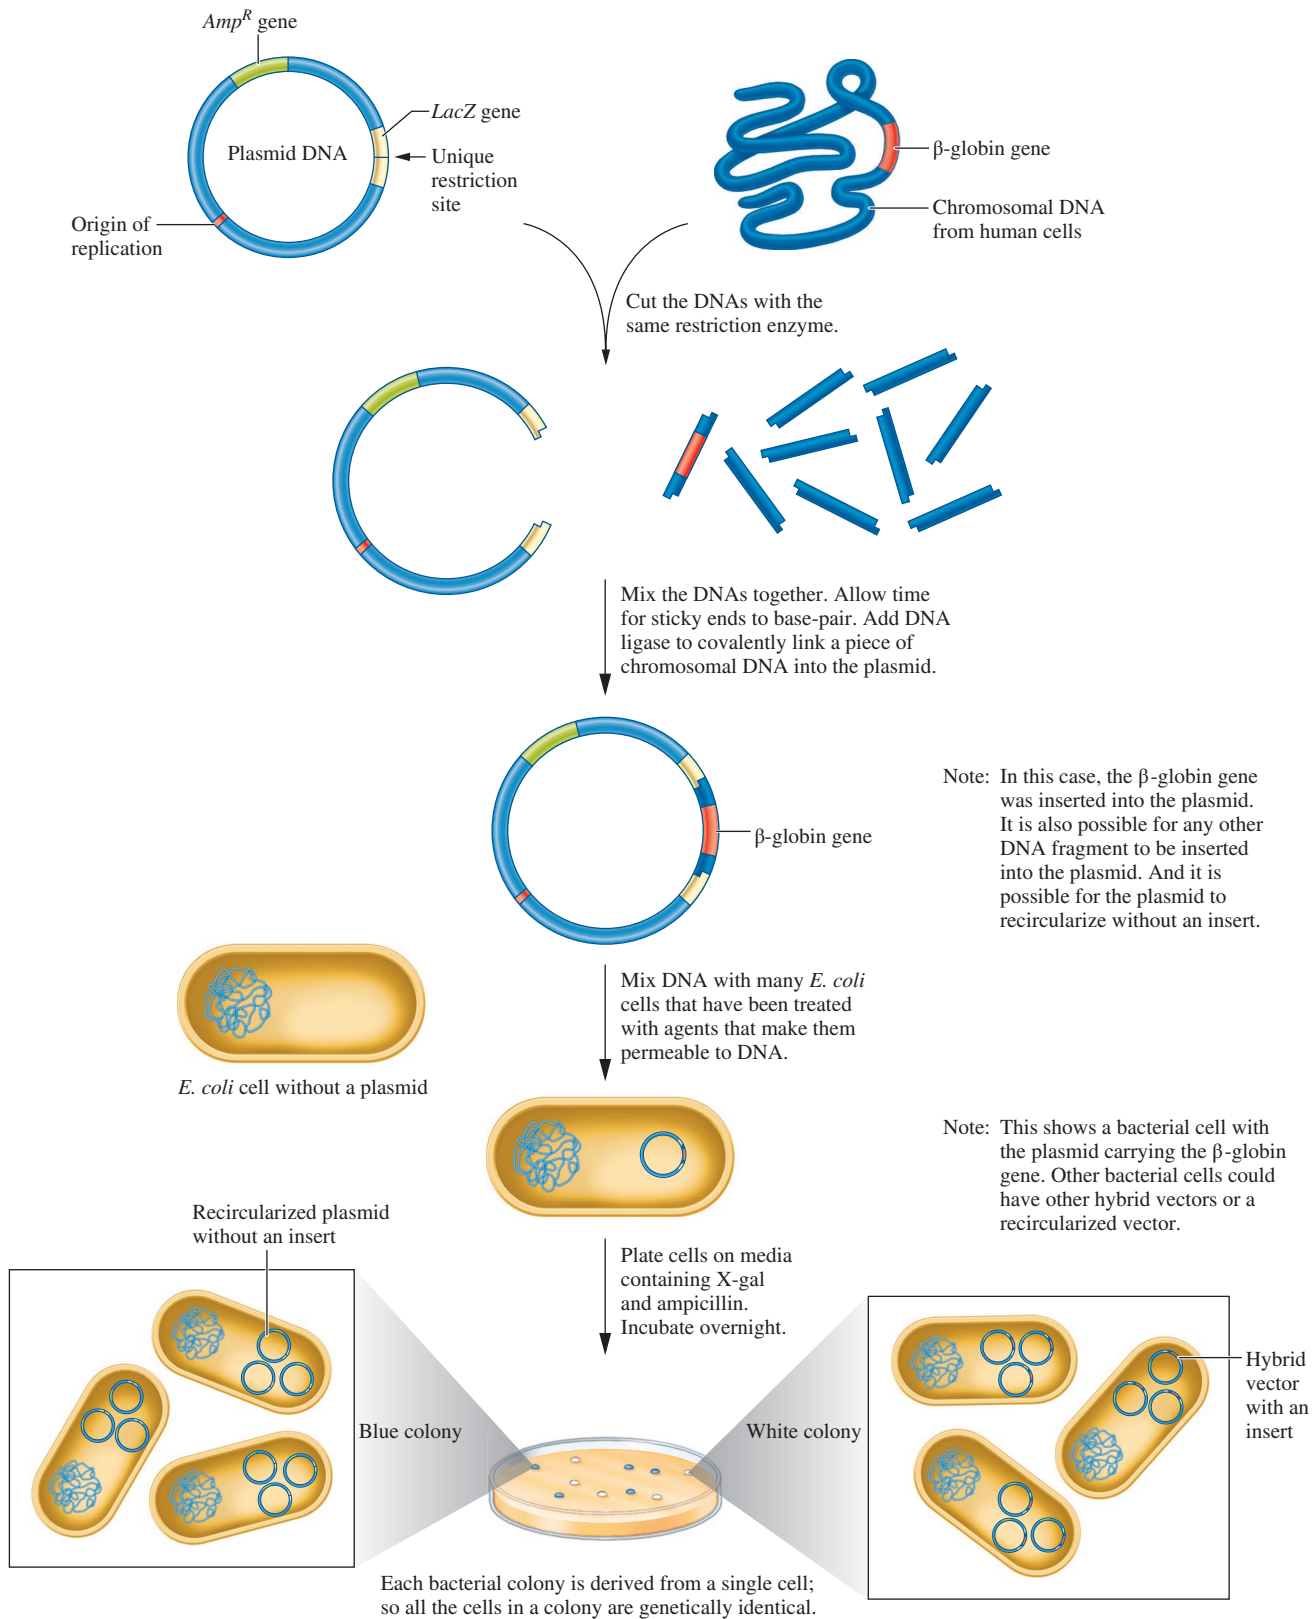 Amp^R gene
LacZ gene
Plasmid DNA
Unique
restriction
site
Origin of
replication
β-globin gene
Chromosomal DNA
from human cells
Cut the DNAs with the
same restriction enzyme.
Mix the DNAs together. Allow time
for sticky ends to base-pair. Add DNA
ligase to covalently link a piece of
chromosomal DNA into the plasmid.
β-globin gene
Note: In this case, the β-globin gene
was inserted into the plasmid.
It is also possible for any other
DNA fragment to be inserted
into the plasmid. And it is
possible for the plasmid to
recircularize without an insert.
Mix DNA with many E. coli
cells that have been treated
with agents that make them
permeable to DNA.
E. coli cell without a plasmid
Note: This shows a bacterial cell with
the plasmid carrying the β-globin
gene. Other bacterial cells could
have other hybrid vectors or a
recircularized vector.
Recircularized plasmid
without an insert
Plate cells on media
containing X-gal
and ampicillin.
Incubate overnight.
Blue colony
White colony
Hybrid
vector
with an
insert
Each bacterial colony is derived from a single cell;
so all the cells in a colony are genetically identical.